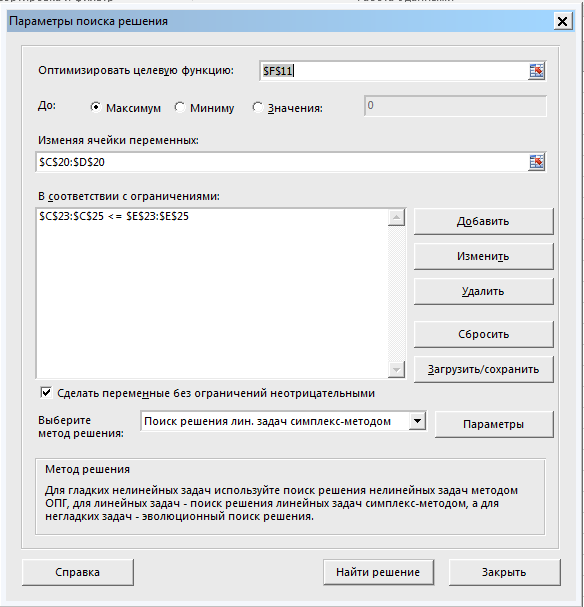 Параметры поиска решения
Оптимизировать целевую функцию: $F$11
До: Максимум Миниму Значения: 0
Изменяя ячейки переменных:
$C$20:$D$20
В соответствии с ограничениями:
$C$23:$C$25 <= $E$23:$E$25
Добавить
Изменить
Удалить
Сбросить
Загрузить/сохранить
Сделать переменные без ограничений неотрицательными
Выберите
метод решения:
Поиск решения лин. задач симплекс-методом
Параметры
Метод решения
Для гладких нелинейных задач используйте поиск решения нелинейных задач методом
ОПГ, для линейных задач - поиск решения линейных задач симплекс-методом, а для
негладких задач - эволюционный поиск решения.
Справка Найти решение Закрыть